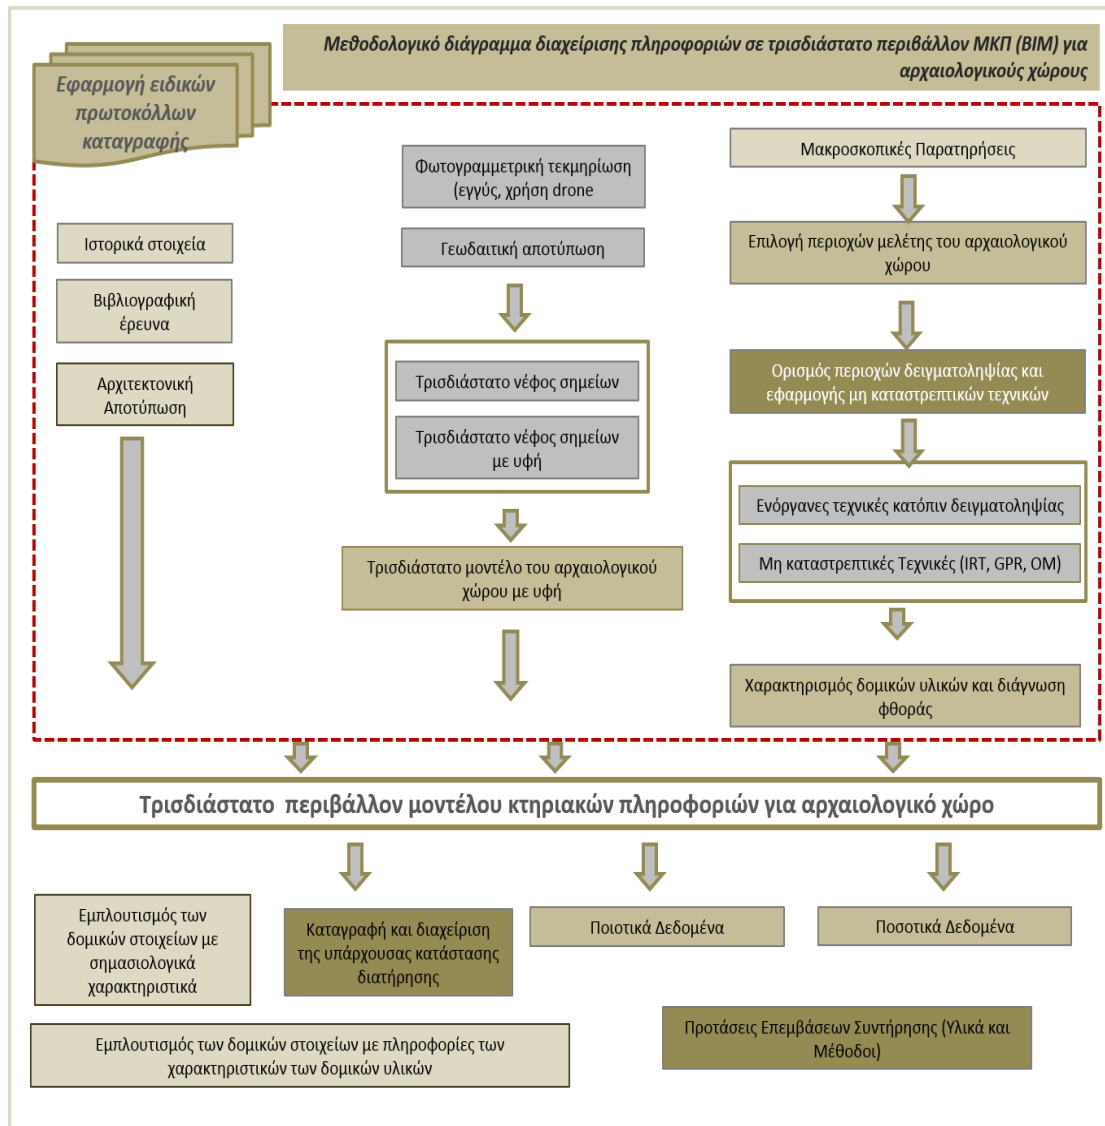 Μεθοδολογικό διάγραμμα διαχείρισης πληροφοριών σε τρισδιάστατο περιβάλλον ΜΚΠ (BIM) για
αρχαιολογικούς χώρους
Εφαρμογή ειδικών
πρωτοκόλλων
καταγραφής
Ιστορικά στοιχεία
Βιβλιογραφική
έρευνα
Αρχιτεκτονική
Αποτύπωση
Φωτογραμμετρική τεκμηρίωση
(εγγύς, χρήση drone
Γεωδαιτική αποτύπωση
Τρισδιάστατο νέφος σημείων
Τρισδιάστατο νέφος σημείων
με υφή
Τρισδιάστατο μοντέλο του αρχαιολογικού
χώρου με υφή
Μακροσκοπικές Παρατηρήσεις
Επιλογή περιοχών μελέτης του αρχαιολογικού
χώρου
Ορισμός περιοχών δειγματοληψίας και
εφαρμογής μη καταστρεπτικών τεχνικών
Ενόργανες τεχνικές κατόπιν δειγματοληψίας
Μη καταστρεπτικές Τεχνικές (IRT, GPR, OM)
Χαρακτηρισμός δομικών υλικών και διάγνωση
φθοράς
Τρισδιάστατο περιβάλλον μοντέλου κτηριακών πληροφοριών για αρχαιολογικό χώρο
Εμπλουτισμός των
δομικών στοιχείων με
σημασιολογικά
χαρακτηριστικά
Καταγραφή και διαχείριση
της υπάρχουσας κατάστασης
διατήρησης
Ποιοτικά Δεδομένα
Ποσοτικά Δεδομένα
Εμπλουτισμός των δομικών στοιχείων με πληροφορίες των
χαρακτηριστικών των δομικών υλικών
Προτάσεις Επεμβάσεων Συντήρησης (Υλικά και
Μέθοδοι)